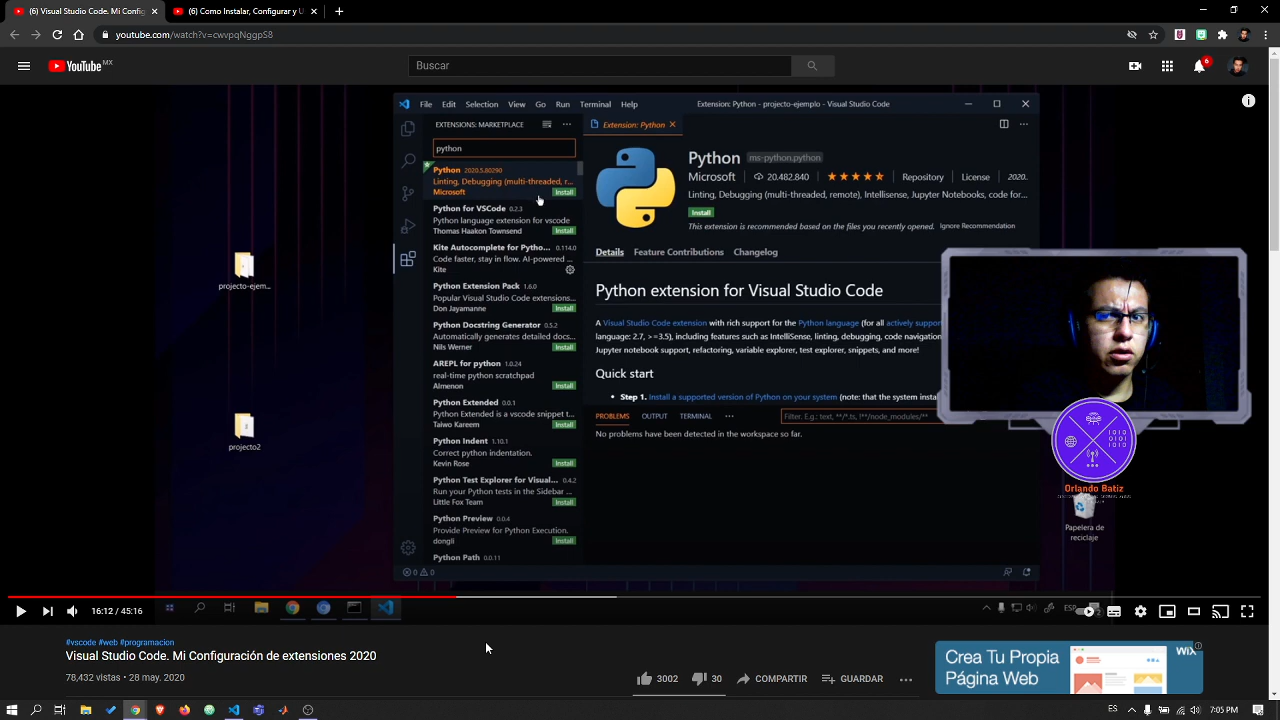 (6) Visual Studio Code. Mi Config
(6) Como Instalar, Configurar y U
youtube.com/watch?v=cwvpqNggpS8
YouTube MX
Buscar
6
File Edit Selection View Go Run Terminal Help
Extension: Python - projecto-ejemplo - Visual Studio Code
EXTENSIONS: MARKETPLACE
python
Python 2020.5.80290
Linting, Debugging (multi-threaded, r...
Microsoft Install
Python for VSCode 0.2.3
Python language extension for vscode
Thomas Haakon Townsend Install
Kite Autocomplete for Pytho... 0.114.0
Code faster, stay in flow. AI-powered ...
Kite
Python Extension Pack 1.6.0
Popular Visual Studio Code extensions...
Don Jayamanne Install
Python Docstring Generator 0.5.2
Automatically generates detailed docs...
Nils Werner Install
AREPL for python 1.0.24
real-time python scratchpad
Almenon Install
Python Extended 0.0.1
Python Extended is a vscode snippet t...
Taiwo Kareem Install
Python Indent 1.10.1
Correct python indentation.
Kevin Rose Install
Python Test Explorer for Visual... 0.4.2
Run your Python tests in the Sidebar ...
Little Fox Team Install
Python Preview 0.0.4
Provide Preview for Python Execution.
dongli Install
Python Path 0.0.11
Extension: Python
Python ms-python.python
Microsoft 20.482.840 Repository License 2020..
Linting, Debugging (multi-threaded, remote), Intellisense, Jupyter Notebooks, code for...
Install
This extension is recommended based on the files you recently opened. Ignore Recommendation
Details Feature Contributions Changelog
Python extension for Visual Studio Code
A Visual Studio Code extension with rich support for the Python language (for all actively suppor
language: 2.7, >=3.5), including features such as IntelliSense, linting, debugging, code navigation
Jupyter notebook support, refactoring, variable explorer, test explorer, snippets, and more!
Quick start
Step 1. Install a supported version of Python on your system (note: that the system insta
PROBLEMS OUTPUT TERMINAL
Filter. E.g.: text, **/*.ts, !**/node_modules/**
No problems have been detected in the workspace so far.
0 0
projecto-ejem...
projecto2
1010
0101
1010
Orlando Batiz
Papelera de
reciclaje
ESP
16:12 / 45:16
#vscode #web #programacion
Visual Studio Code. Mi Configuración de extensiones 2020
78,432 vistas • 21 may. 2020
3002 30 COMPARTIR GUARDAR
Crea Tu Propia
Página Web
WiX
ES 7:05 PM